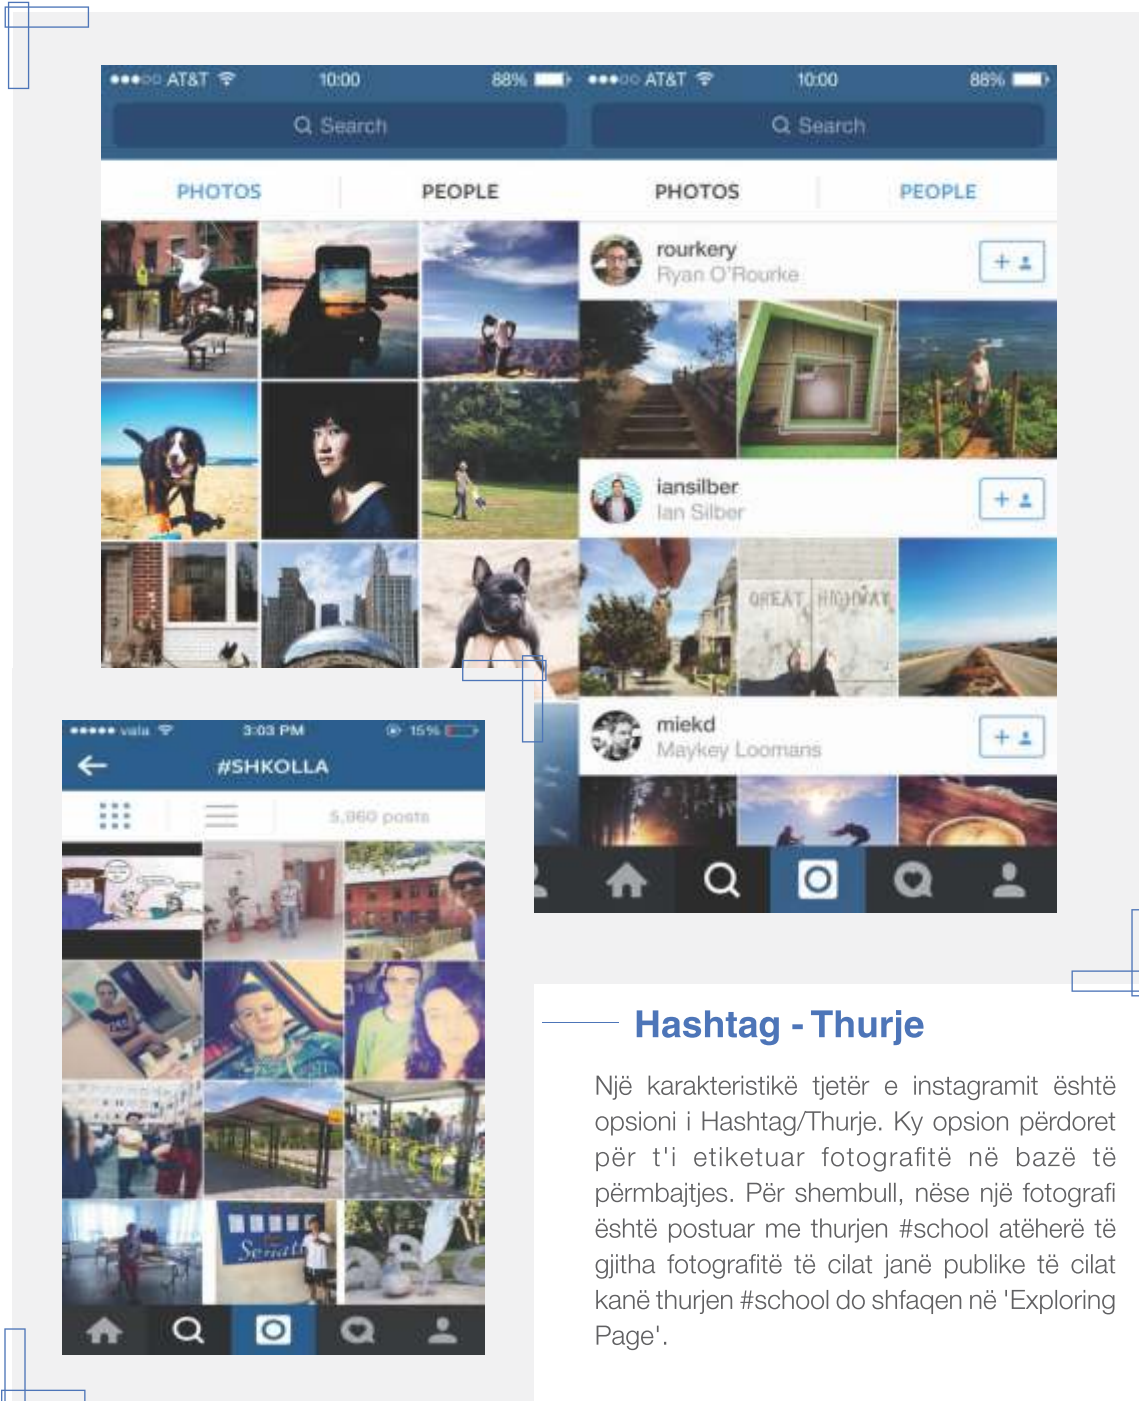 AT&T 10:00 88%
Search
PHOTOS PEOPLE
AT&T 10:00 88%
Search
PHOTOS PEOPLE
rourkery
Ryan O'Rourke
iansilber
Ian Silber
GREAT HIGHWAY
miekd
Maykey Loomans
vala 3:03 PM 15%
#SHKOLLA
5,960 posts
Hashtag - Thurje
Një karakteristikë tjetër e instagramit është
opsioni i Hashtag/Thurje. Ky opsion përdoret
për t'i etiketuar fotografitë në bazë të
përmbajtjes. Për shembull, nëse një fotografi
është postuar me thurjen #school atëherë të
gjitha fotografitë të cilat janë publike të cilat
kanë thurjen #school do shfaqen në 'Exploring
Page'.